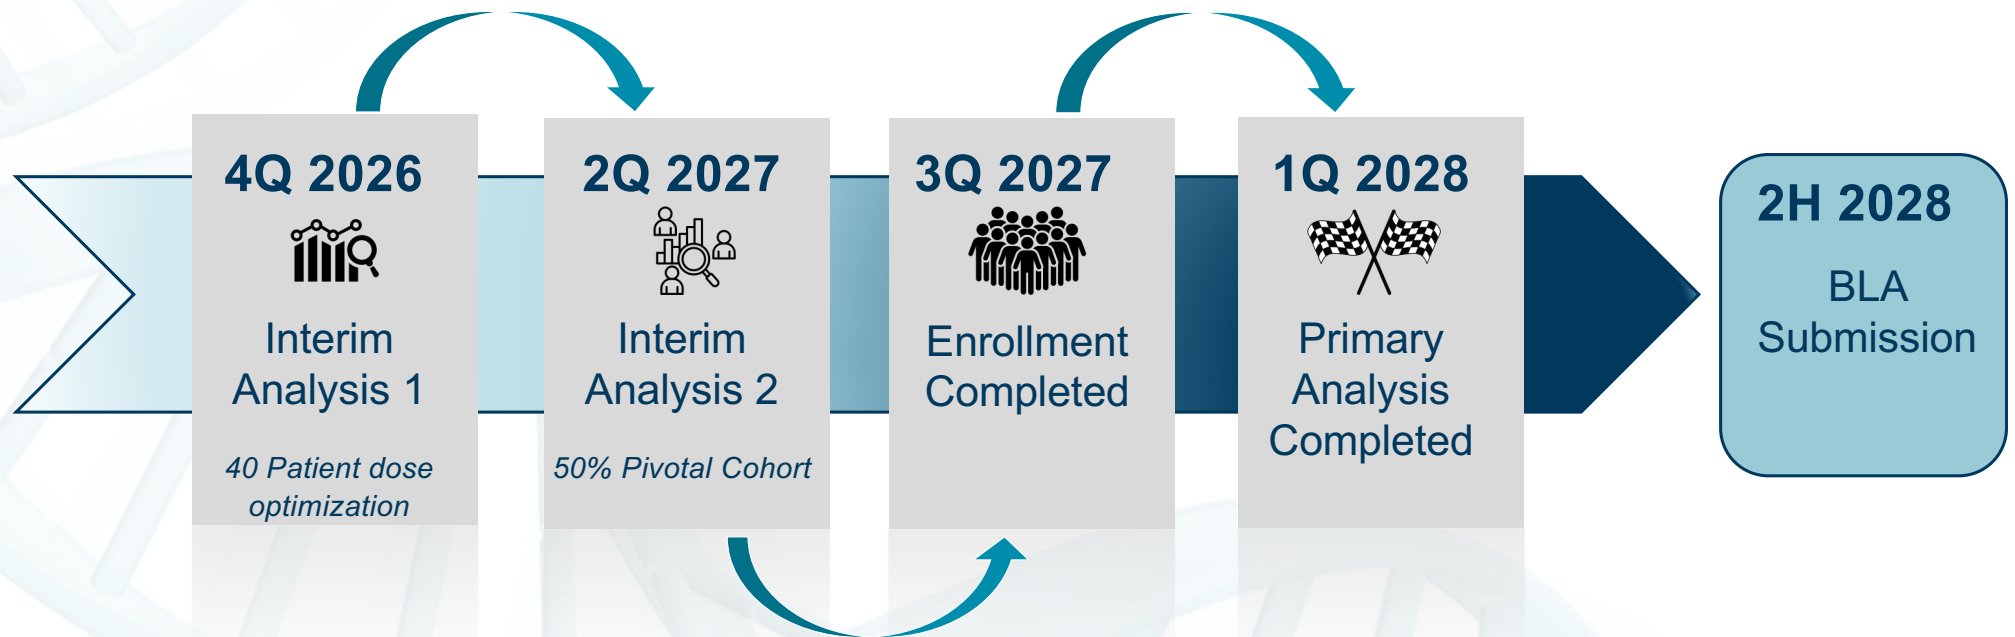 4Q 2026
Interim
Analysis 1
40 Patient dose
optimization
2Q 2027
Interim
Analysis 2
50% Pivotal Cohort
3Q 2027
Enrollment
Completed
1Q 2028
Primary
Analysis
Completed
2H 2028
BLA
Submission